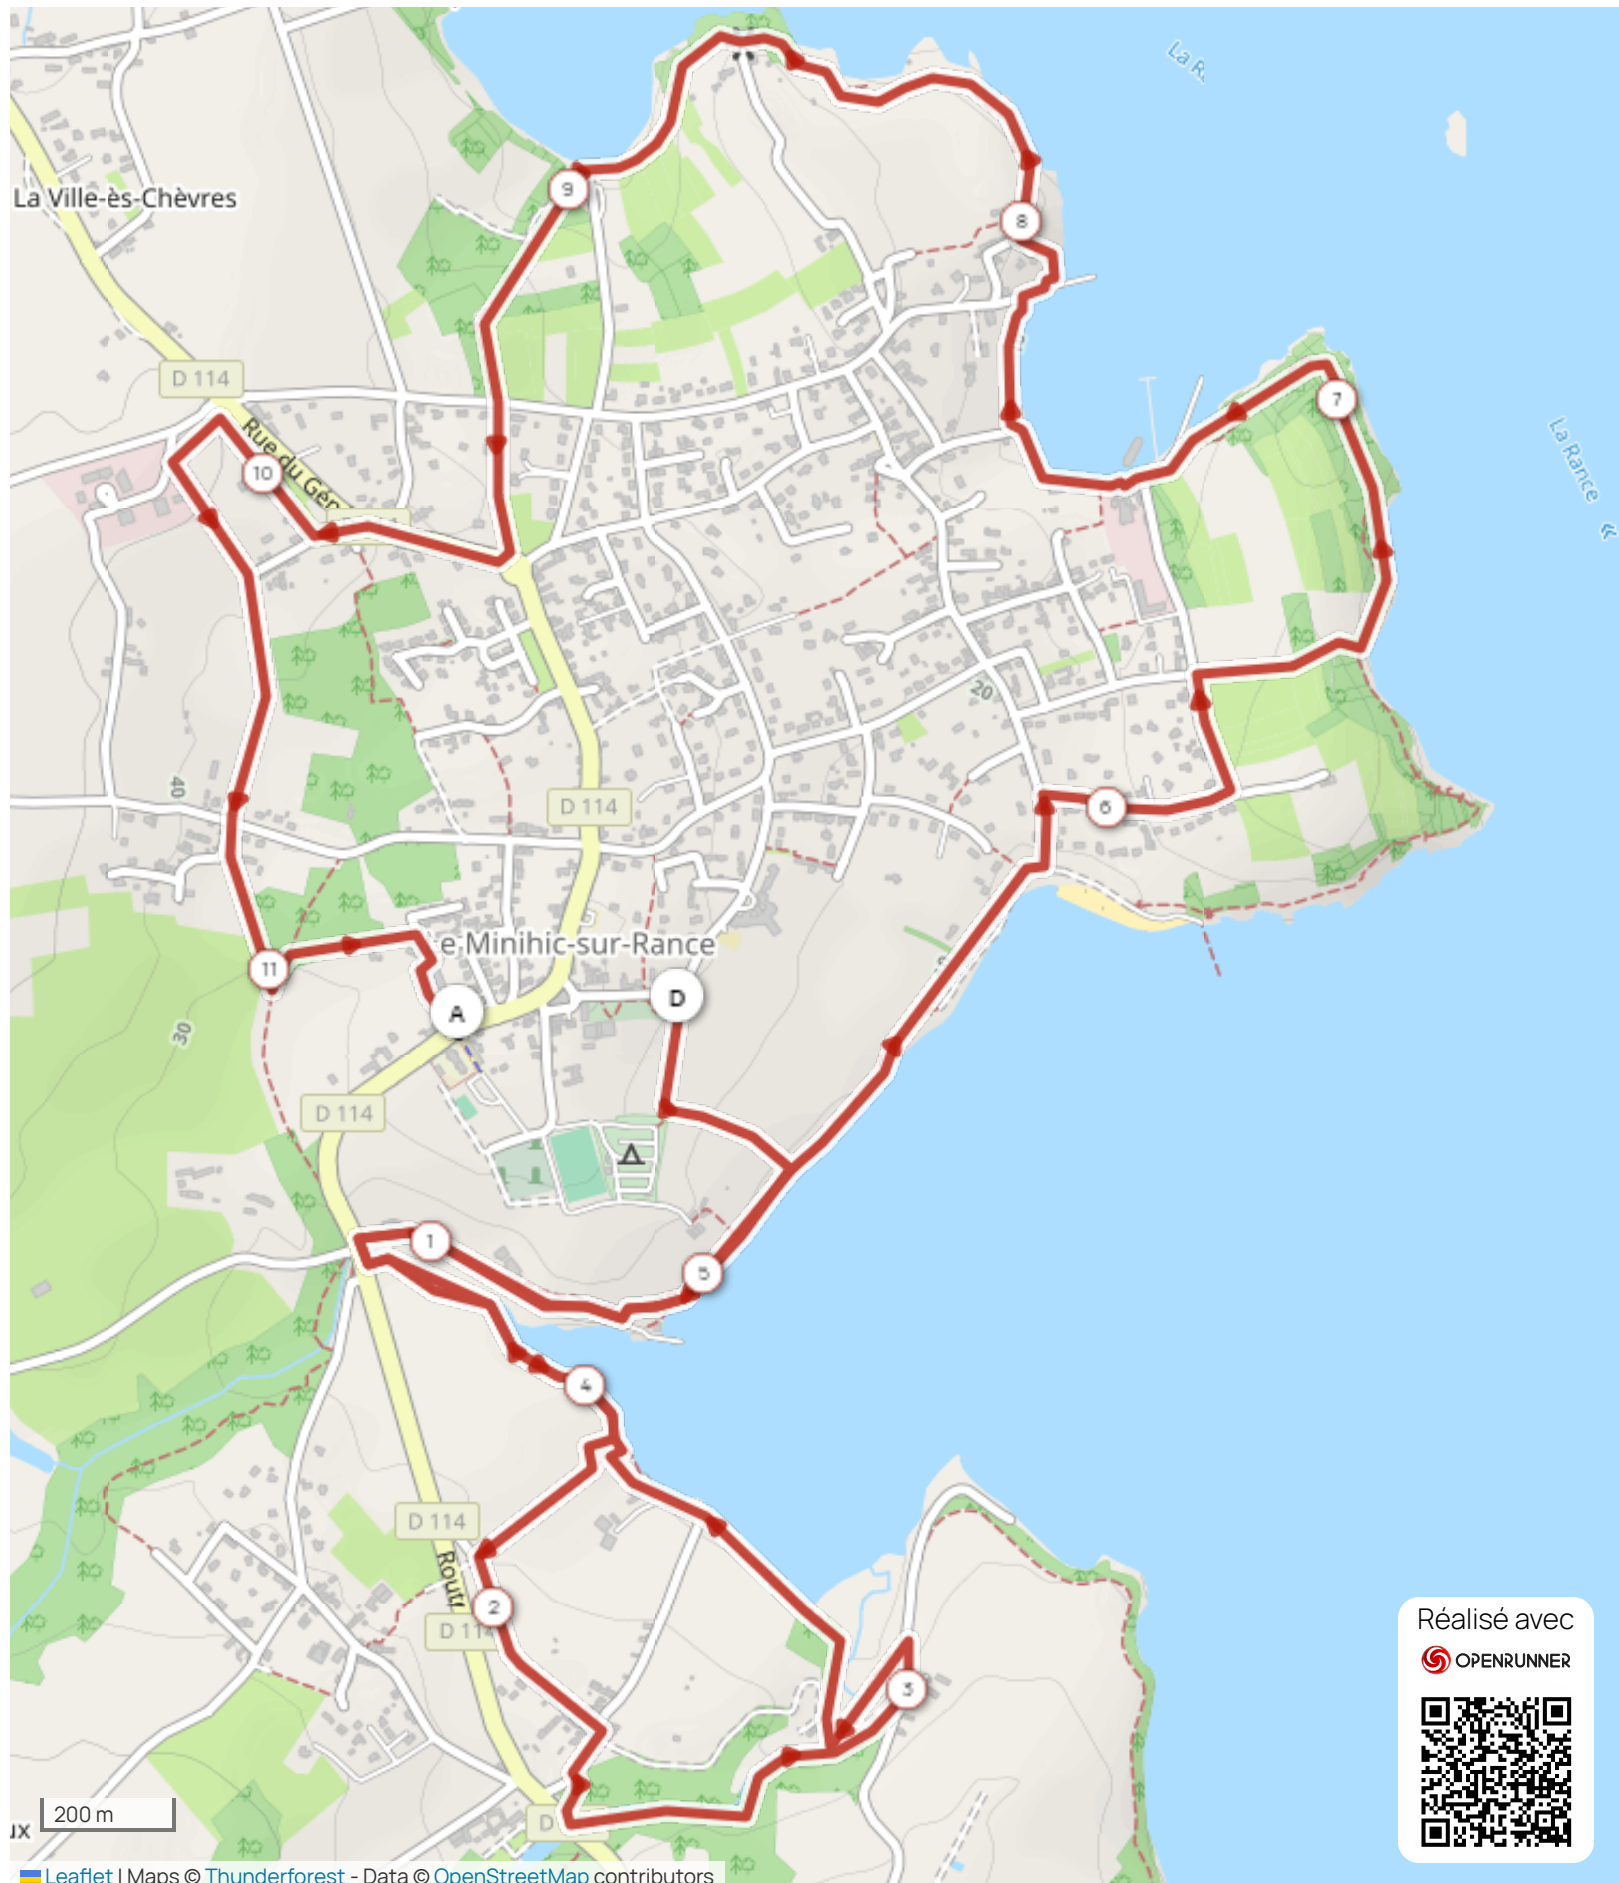 La R
La Ville-ès-Chèvres
9
8
D 114
7
Rue du Gén
10
La Rance
20
40
D 114
6
e Minihic-sur-Rance
11
D
A
30
D 114
1
5
4
D 114
Rout
2
D 11
3
D
200 m
ux
Réalisé avec
OPENRUNNER
Leaflet | Maps © Thunderforest - Data © OpenStreetMap contributors